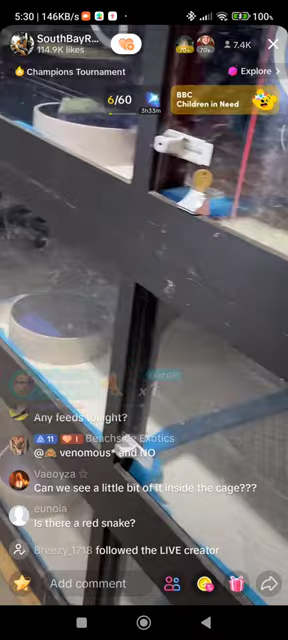 5:30 | 146KB/s
100%
SouthBayR...
114.9K likes
70+
70+
7.4K
Champions Tournament
Explore >
6/60
3h33m
BBC
Children in Need
Any feeds tonight?
11 1 Beachside Exotics
@🙈 venomous* and NO
Vaeoyza
Can we see a little bit of it inside the cage???
eunoia
Is there a red snake?
Breezy_1718 followed the LIVE creator
Add comment